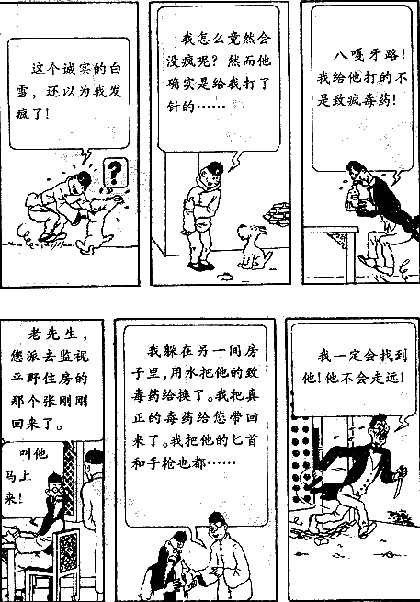 这个诚实的白
雪，还以为我发
疯了！
?
我怎么竟然会
没疯呢？然而他
确实是给我打了
针的……
八嘎牙路！
我给他打的不
是致疯毒药！
老先生，
您派去监视
平野住房的
那个张刚刚
回来了。
叫他
马上
来！
我躲在另一间房
子里，用水把他的致
毒药给换了。我把真
正的毒药给您带回
来了。我把他的匕首
和手枪也都……
我一定会找到
他！他不会走远！